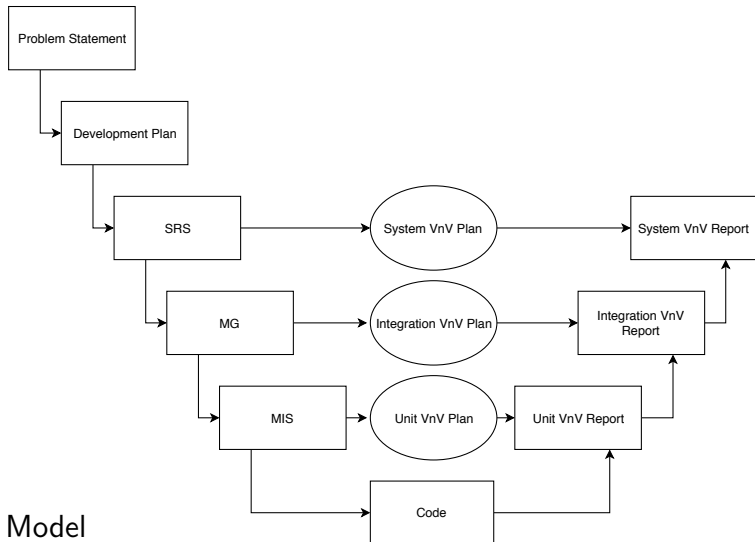 Problem Statement
Development Plan
SRS
System VnV Plan
System VnV Report
MG
Integration VnV Plan
Integration VnV
Report
MIS
Unit VnV Plan
Unit VnV Report
Code
Model